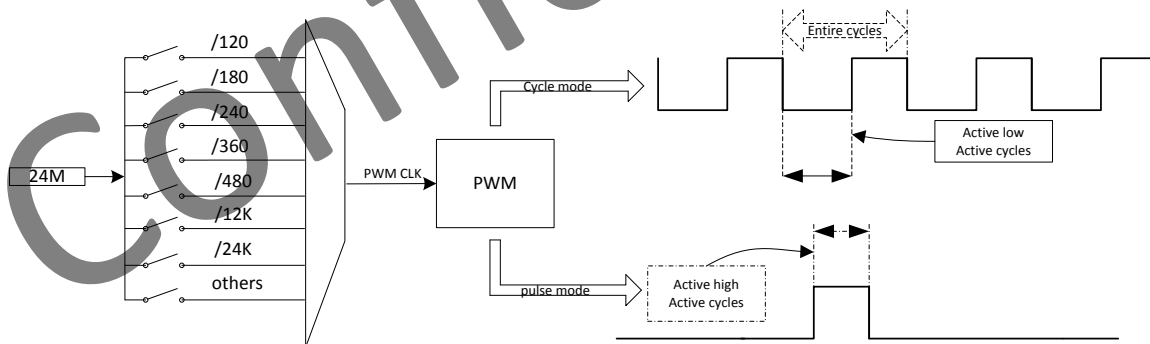 Confi
24M
/120
/180
/240
/360
/480
/12K
/24K
others
PWM CLK
PWM
Cycle mode
pulse mode
Entire cycles
Active low
Active cycles
Active high
Active cycles